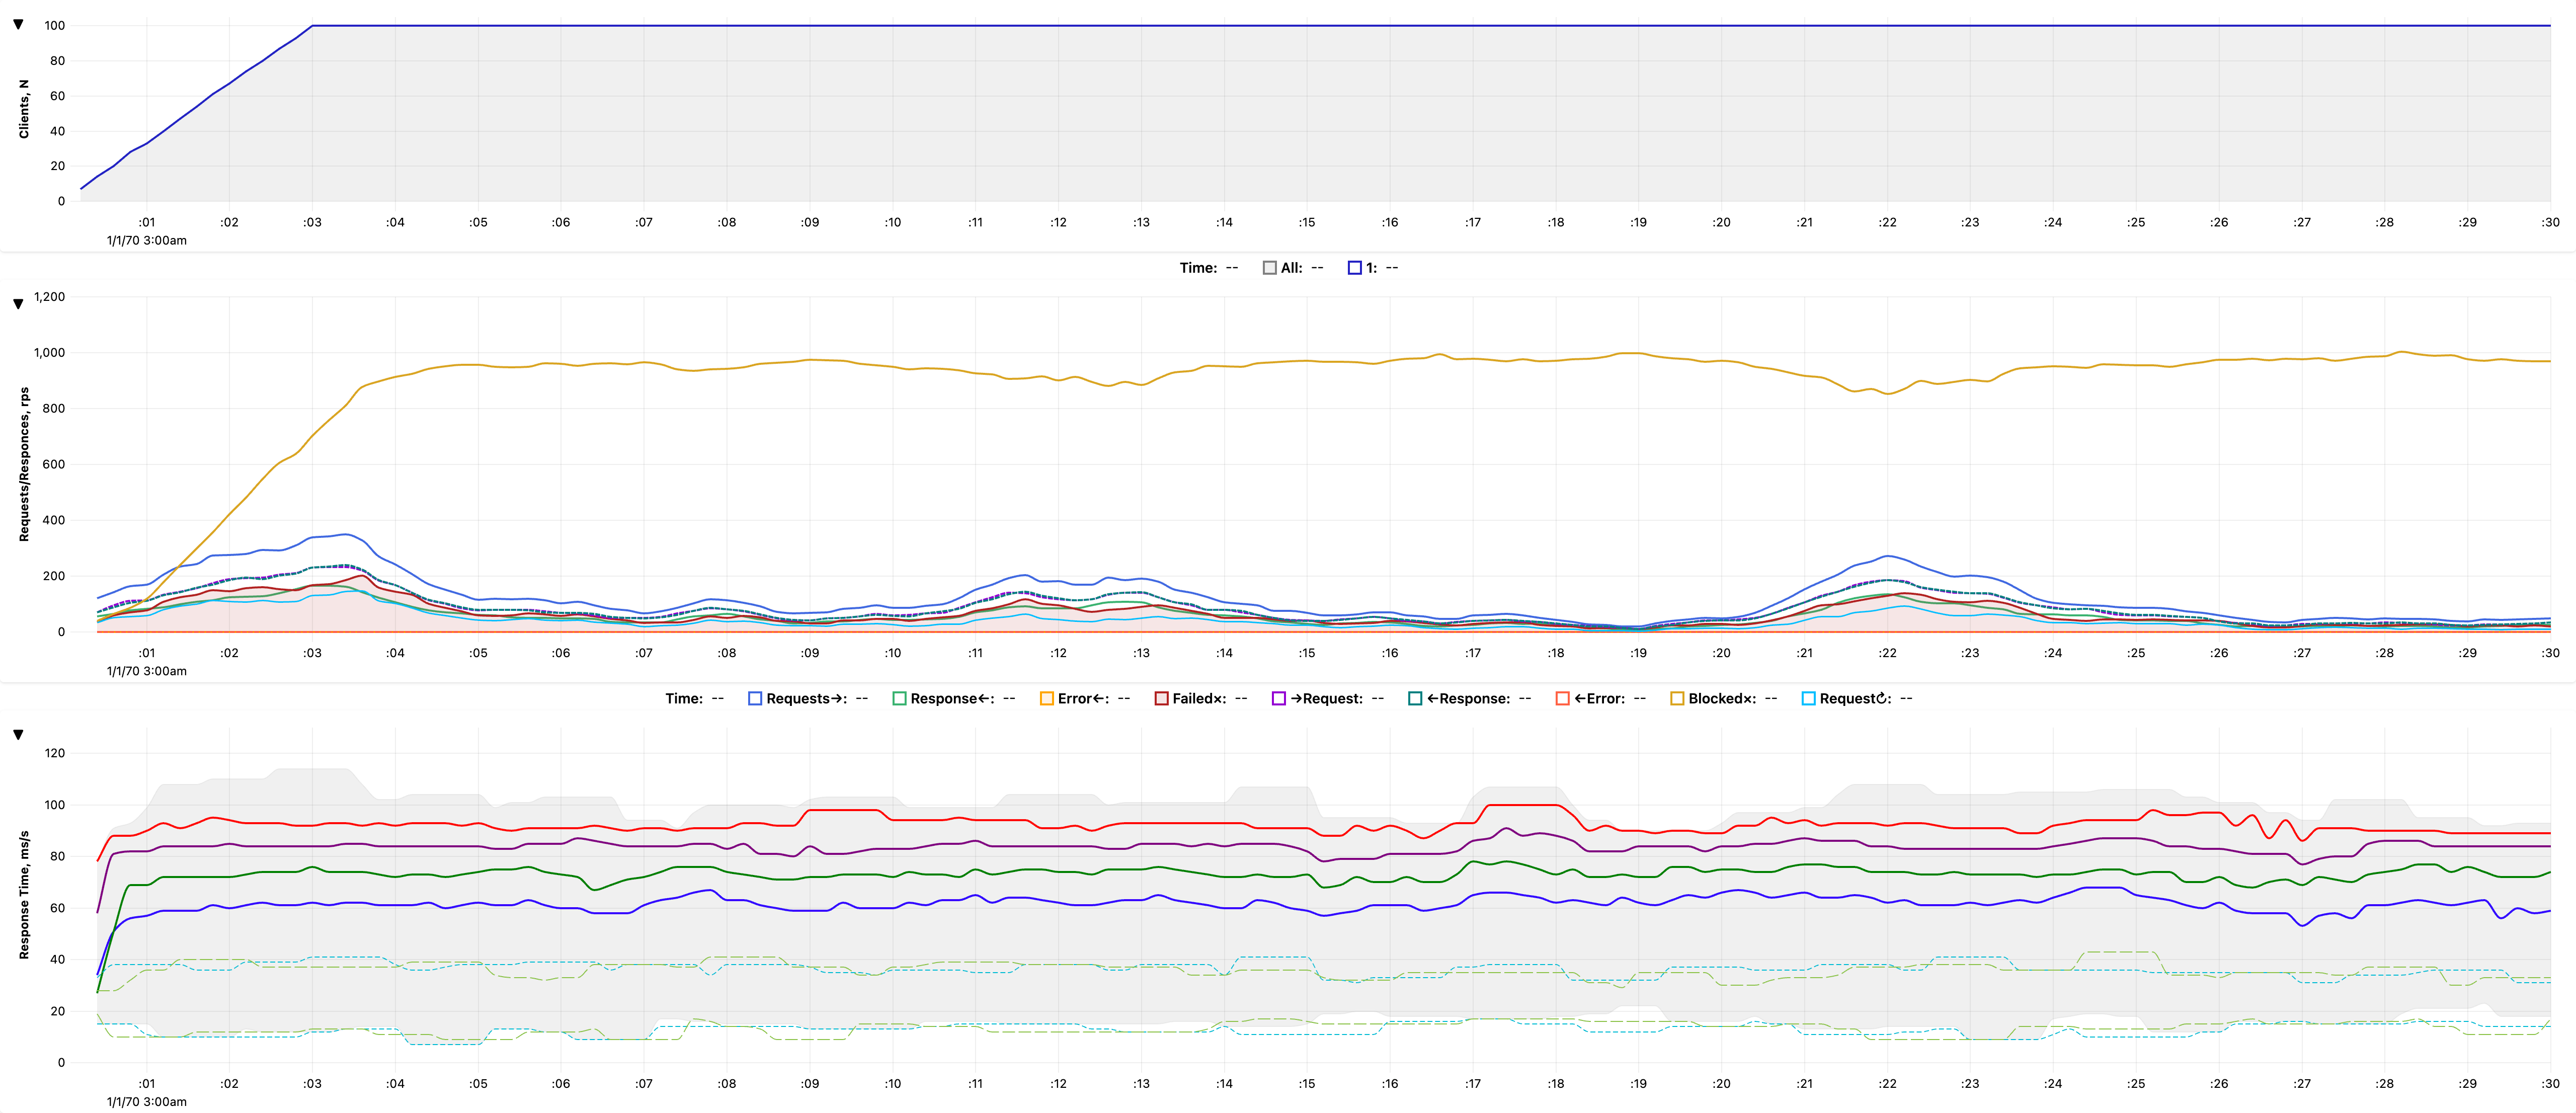 ▼
Clients, N
100
80
60
40
20
0
:01 :02 :03 :04 :05 :06 :07 :08 :09 :10 :11 :12 :13 :14 :15 :16 :17 :18 :19 :20 :21 :22 :23 :24 :25 :26 :27 :28 :29 :30
1/1/70 3:00am
Time: -- All: -- 1: --
▼
Requests/Responces, rps
1,200
1,000
800
600
400
200
0
:01 :02 :03 :04 :05 :06 :07 :08 :09 :10 :11 :12 :13 :14 :15 :16 :17 :18 :19 :20 :21 :22 :23 :24 :25 :26 :27 :28 :29 :30
1/1/70 3:00am
Time: -- Requests→: -- Response←: -- Error←: -- Failed×: -- →Request: -- ←Response: -- ←Error: -- Blocked×: -- Request↻: --
▼
Response Time, ms/s
120
100
80
60
40
20
0
:01 :02 :03 :04 :05 :06 :07 :08 :09 :10 :11 :12 :13 :14 :15 :16 :17 :18 :19 :20 :21 :22 :23 :24 :25 :26 :27 :28 :29 :30
1/1/70 3:00am